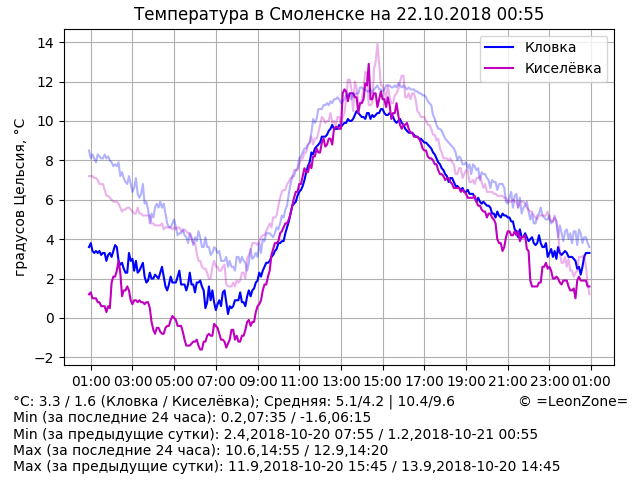 Температура в Смоленске на 22.10.2018 00:55
градусов Цельсия, °C
14
12
10
8
6
4
2
0
−2
Кловка
Киселёвка
01:00 03:00 05:00 07:00 09:00 11:00 13:00 15:00 17:00 19:00 21:00 23:00 01:00
°C: 3.3 / 1.6 (Кловка / Киселёвка); Средняя: 5.1/4.2 | 10.4/9.6 © =LeonZone=
Min (за последние 24 часа): 0.2,07:35 / -1.6,06:15
Min (за предыдущие сутки): 2.4,2018-10-20 07:55 / 1.2,2018-10-21 00:55
Max (за последние 24 часа): 10.6,14:55 / 12.9,14:20
Max (за предыдущие сутки): 11.9,2018-10-20 15:45 / 13.9,2018-10-20 14:45